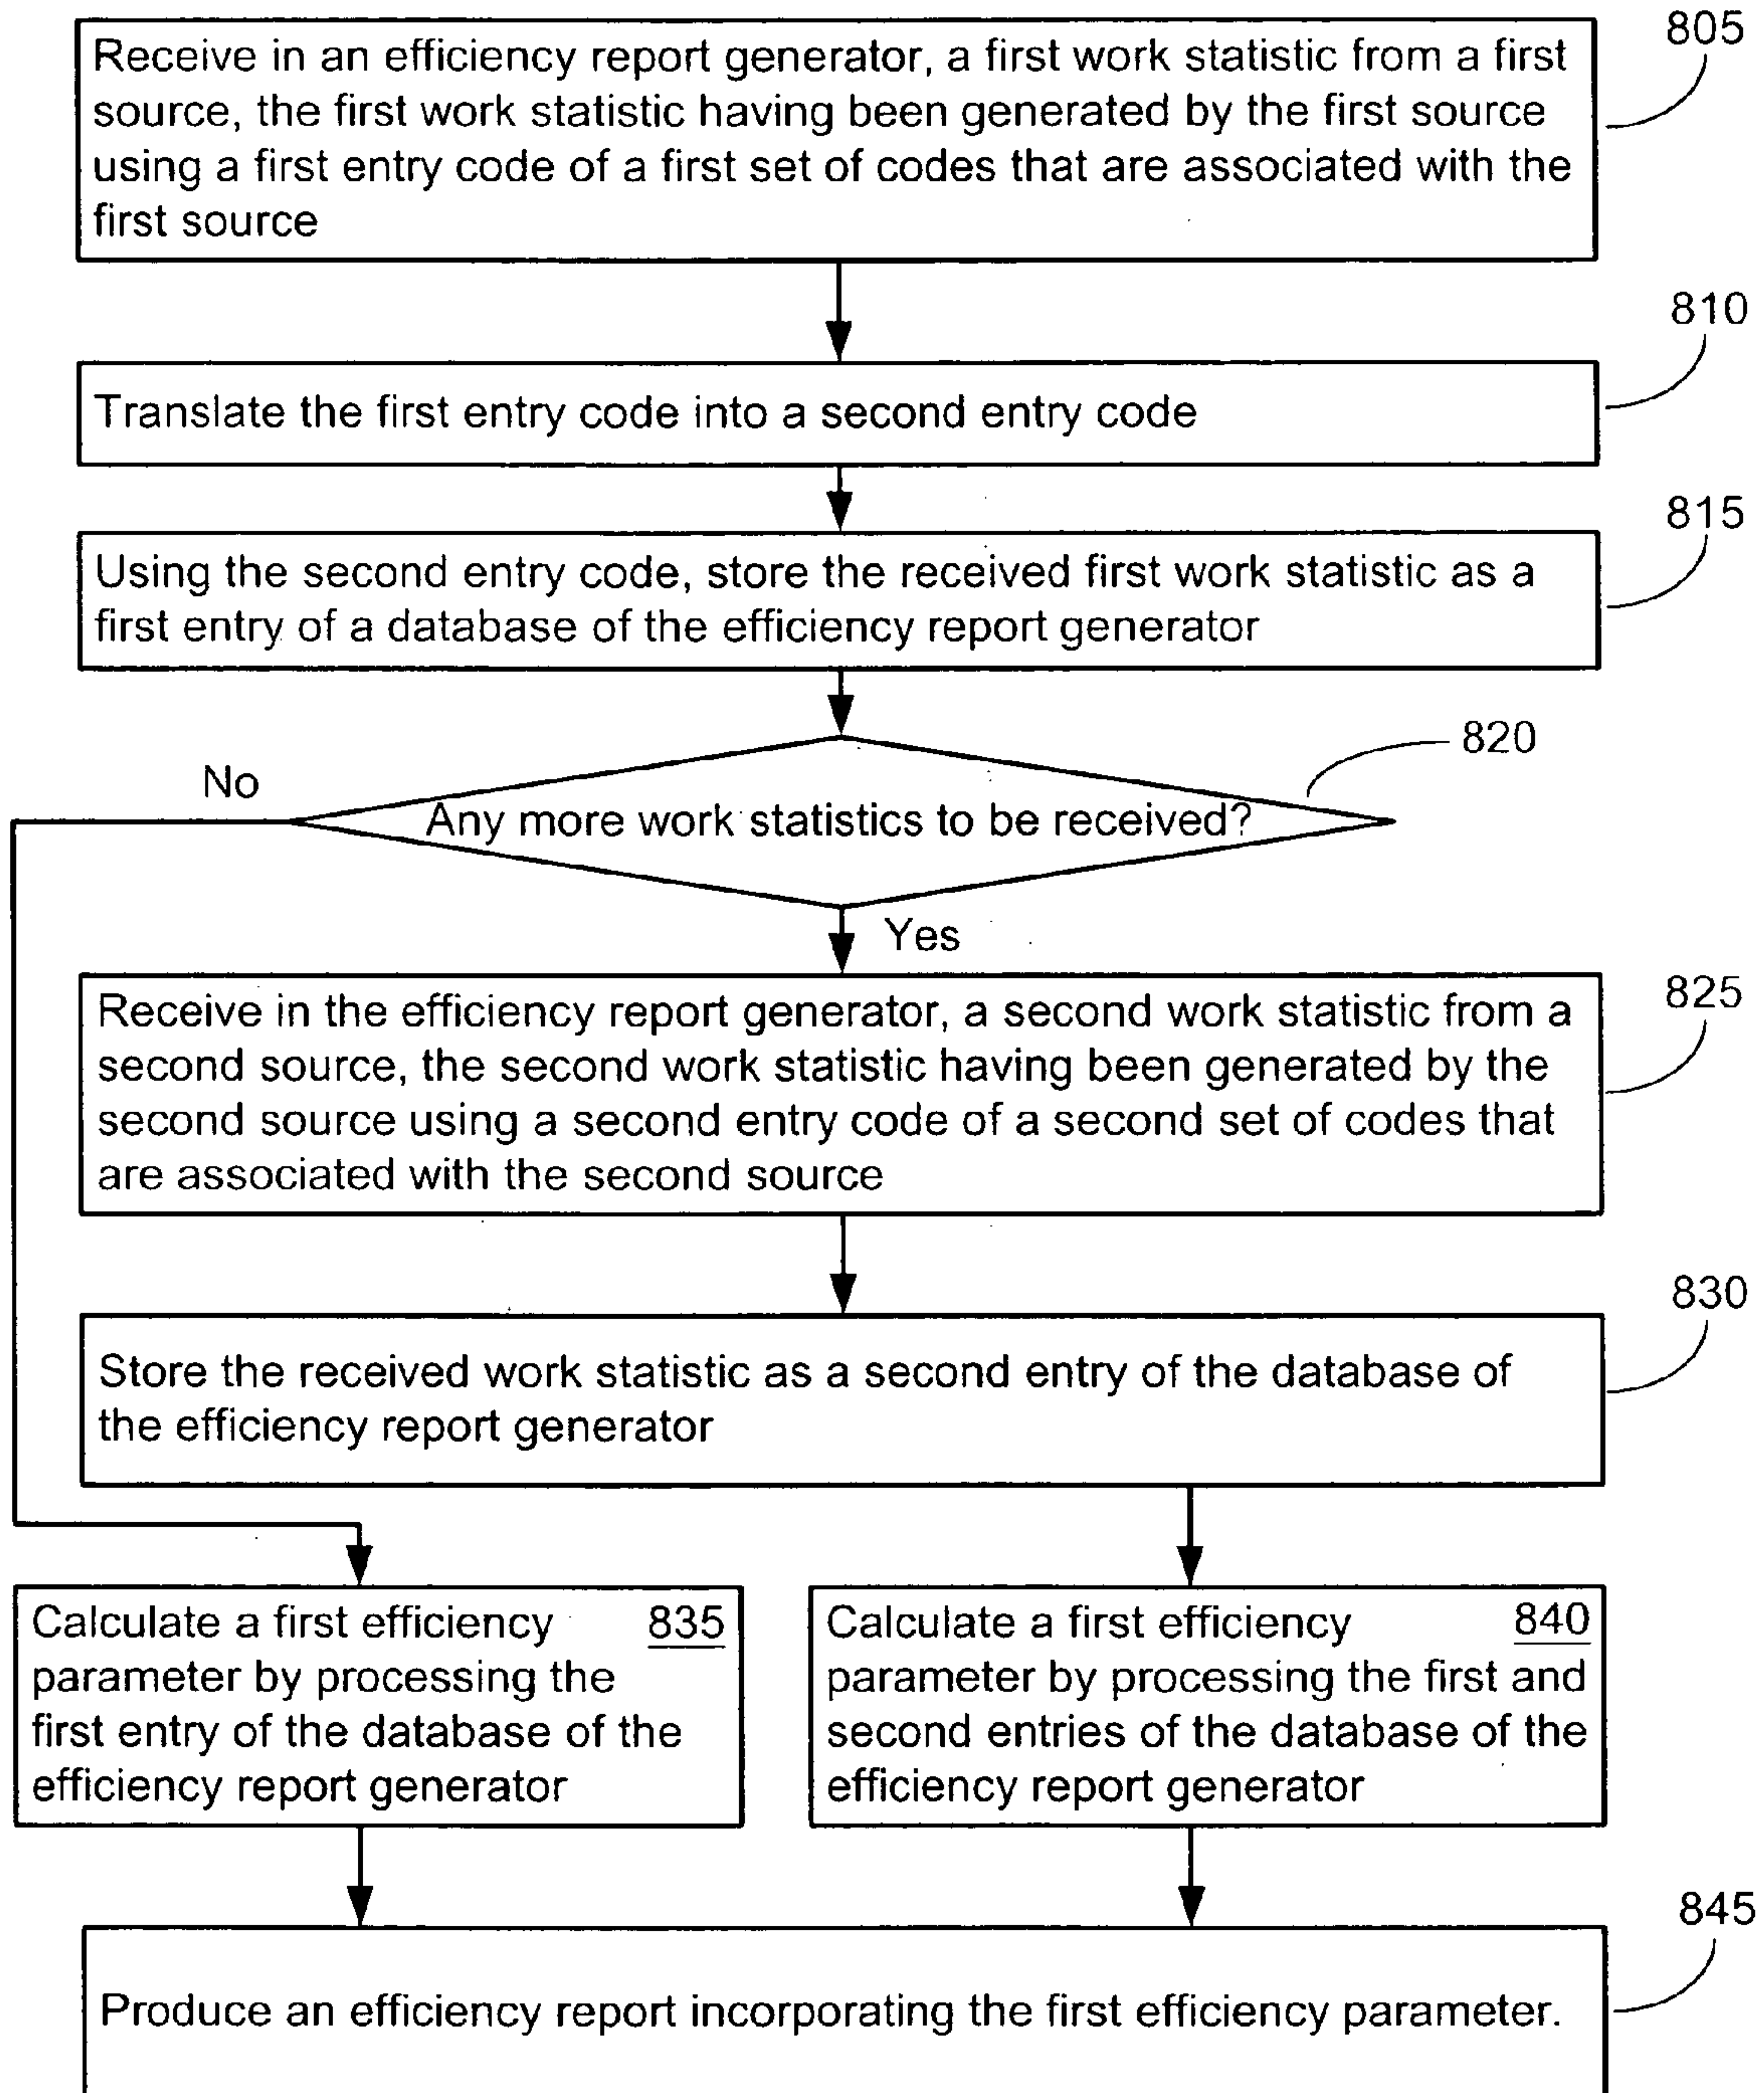 805
Receive in an efficiency report generator, a first work statistic from a first
source, the first work statistic having been generated by the first source
using a first entry code of a first set of codes that are associated with the
first source
810
Translate the first entry code into a second entry code
815
Using the second entry code, store the received first work statistic as a
first entry of a database of the efficiency report generator
820
No
Any more work statistics to be received?
Yes
825
Receive in the efficiency report generator, a second work statistic from a
second source, the second work statistic having been generated by the
second source using a second entry code of a second set of codes that
are associated with the second source
830
Store the received work statistic as a second entry of the database of
the efficiency report generator
Calculate a first efficiency 835
parameter by processing the
first entry of the database of the
efficiency report generator
Calculate a first efficiency 840
parameter by processing the first and
second entries of the database of the
efficiency report generator
845
Produce an efficiency report incorporating the first efficiency parameter.